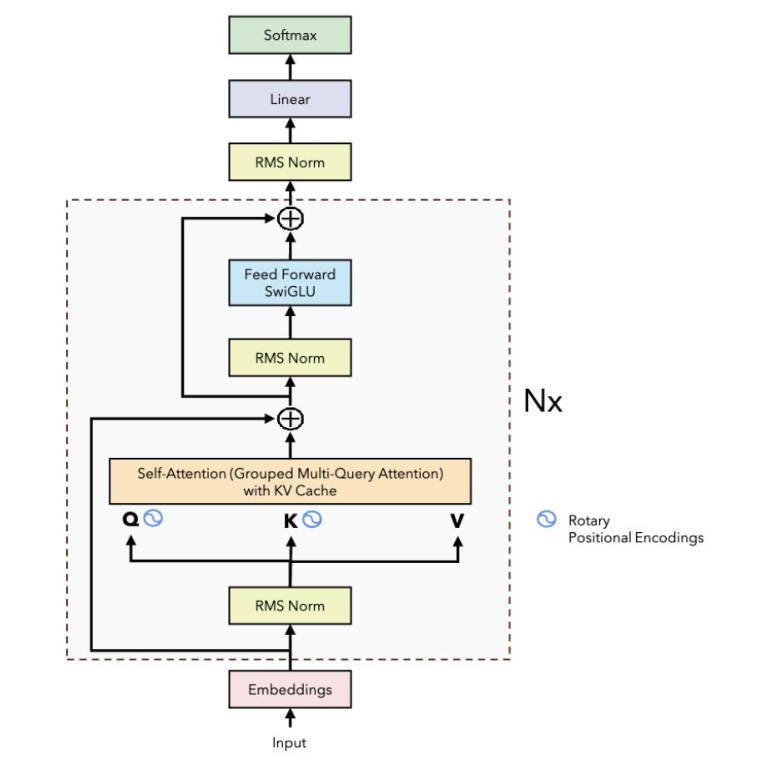 Softmax
Linear
RMS Norm
Feed Forward
SwiGLU
RMS Norm
Nx
Self-Attention (Grouped Multi-Query Attention)
with KV Cache
Q K V
Rotary
Positional Encodings
RMS Norm
Embeddings
Input